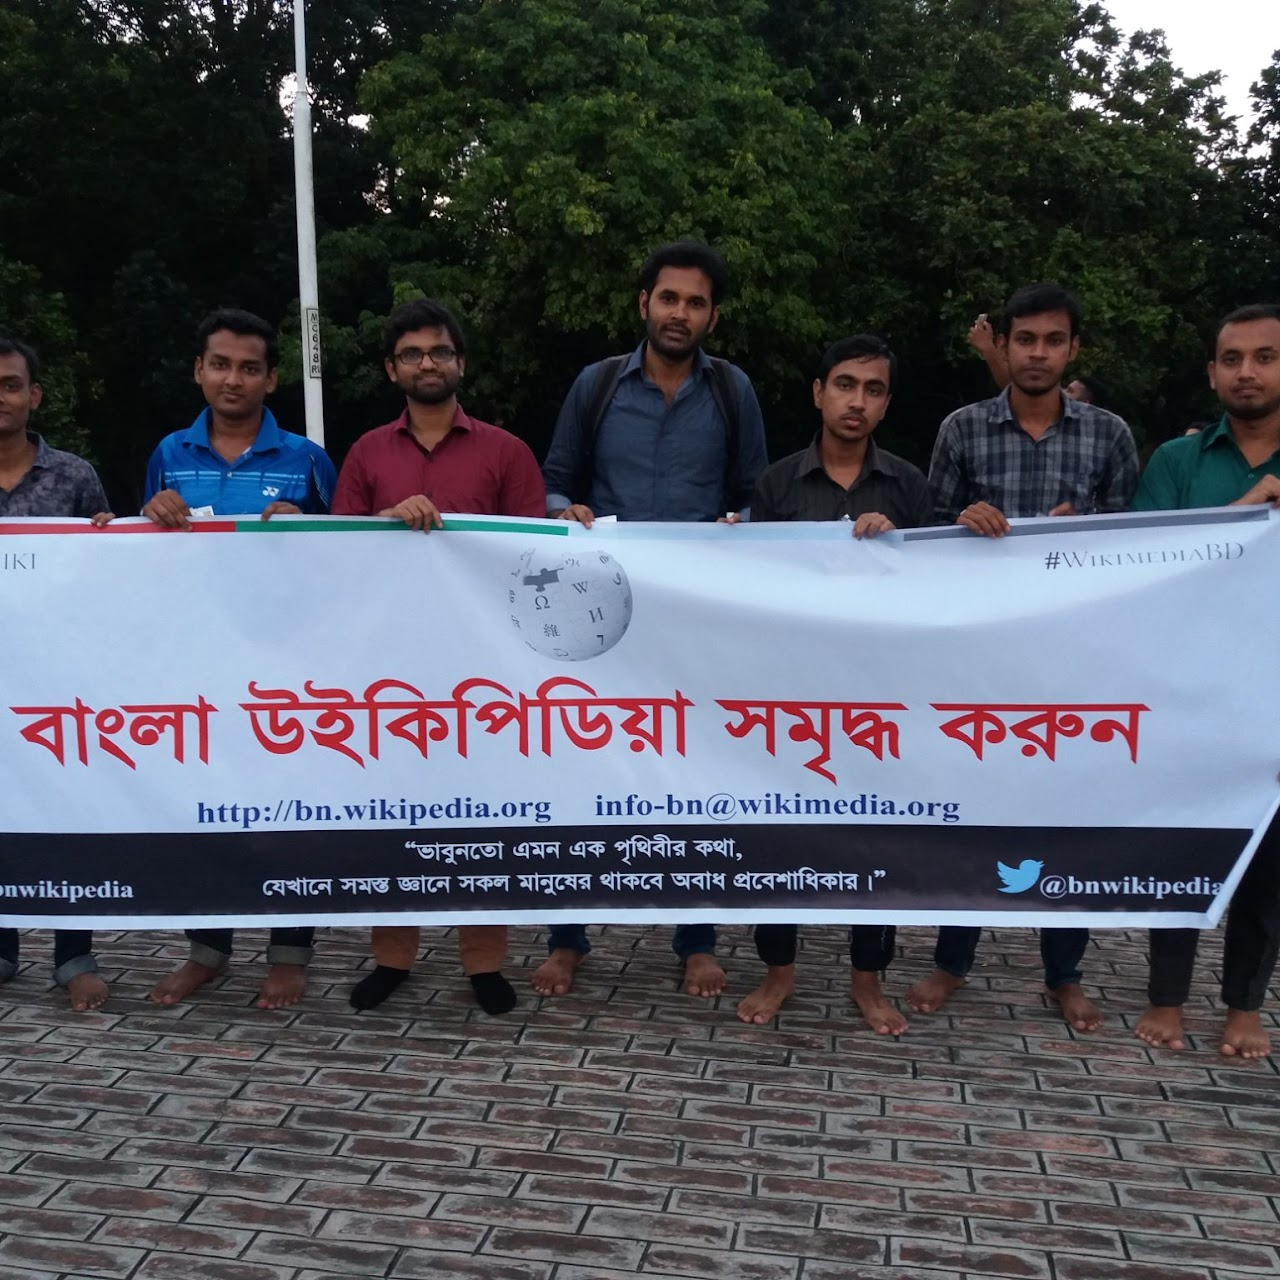 #WIKIMEDIABD
বাংলা উইকিপিডিয়া সমৃদ্ধ করুন
http://bn.wikipedia.org info-bn@wikimedia.org
“ভাবুনতো এমন এক পৃথিবীর কথা,
যেখানে সমস্ত জ্ঞানে সকল মানুষের থাকবে অবাধ প্রবেশাধিকার।”
bnwikipedia
@bnwikipedia